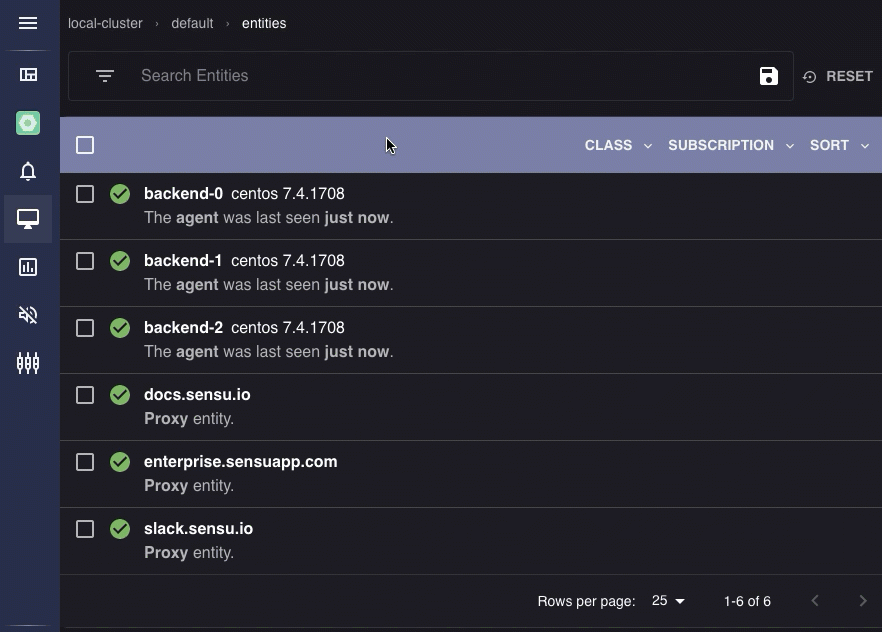 local-cluster › default › entities
Search Entities
RESET
CLASS SUBSCRIPTION SORT
backend-0 centos 7.4.1708
The agent was last seen just now.
backend-1 centos 7.4.1708
The agent was last seen just now.
backend-2 centos 7.4.1708
The agent was last seen just now.
docs.sensu.io
Proxy entity.
enterprise.sensuapp.com
Proxy entity.
slack.sensu.io
Proxy entity.
Rows per page: 25 1-6 of 6